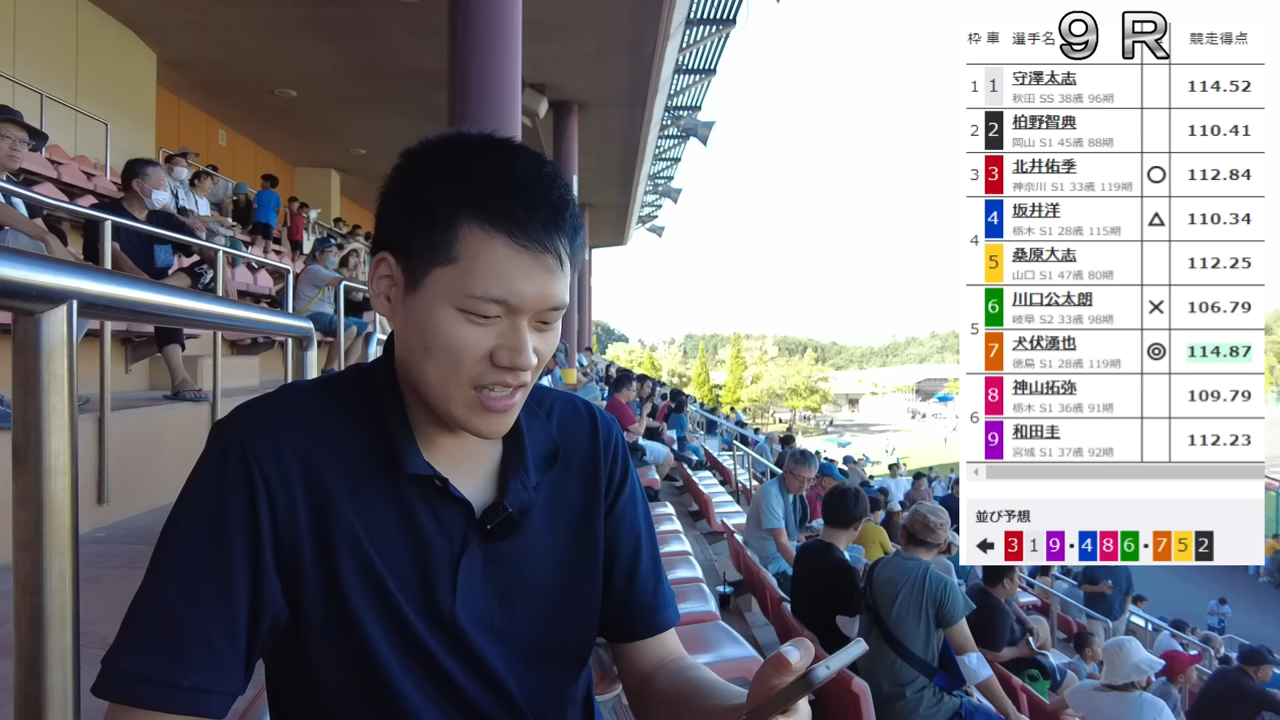 9 R
枠 車 選手名 競走得点
1 1 守澤太志 114.52
秋田 SS 38歳 96期
2 2 柏野智典 110.41
岡山 S1 45歳 88期
3 3 北井佑季 ○ 112.84
神奈川 S1 33歳 119期
4 4 坂井洋 △ 110.34
栃木 S1 28歳 115期
5 桑原大志 112.25
山口 S1 47歳 80期
5 6 川口公太朗 × 106.79
岐阜 S2 33歳 98期
7 犬伏湧也 ◎ 114.87
徳島 S1 28歳 119期
6 8 神山拓弥 109.79
栃木 S1 36歳 91期
9 和田圭 112.23
宮城 S1 37歳 92期
並び予想
← 3 1 9 ・ 4 8 6 ・ 7 5 2